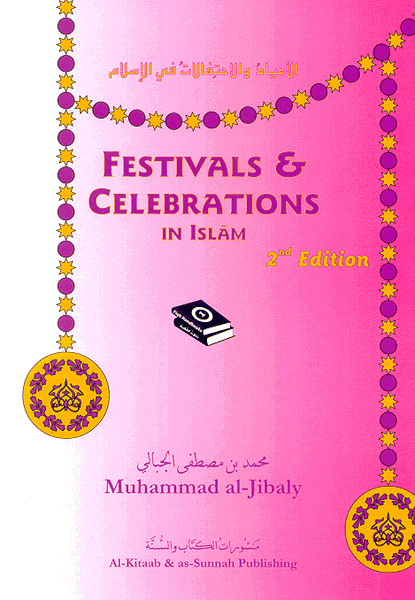 الأعياد والاحتفالات في الإسلام
FESTIVALS &
CELEBRATIONS
IN ISLĀM
2nd Edition
محمد بن مصطفى الجبالي
Muhammad al-Jibaly
منشورات الكتاب والسنة
Al-Kitaab & as-Sunnah Publishing